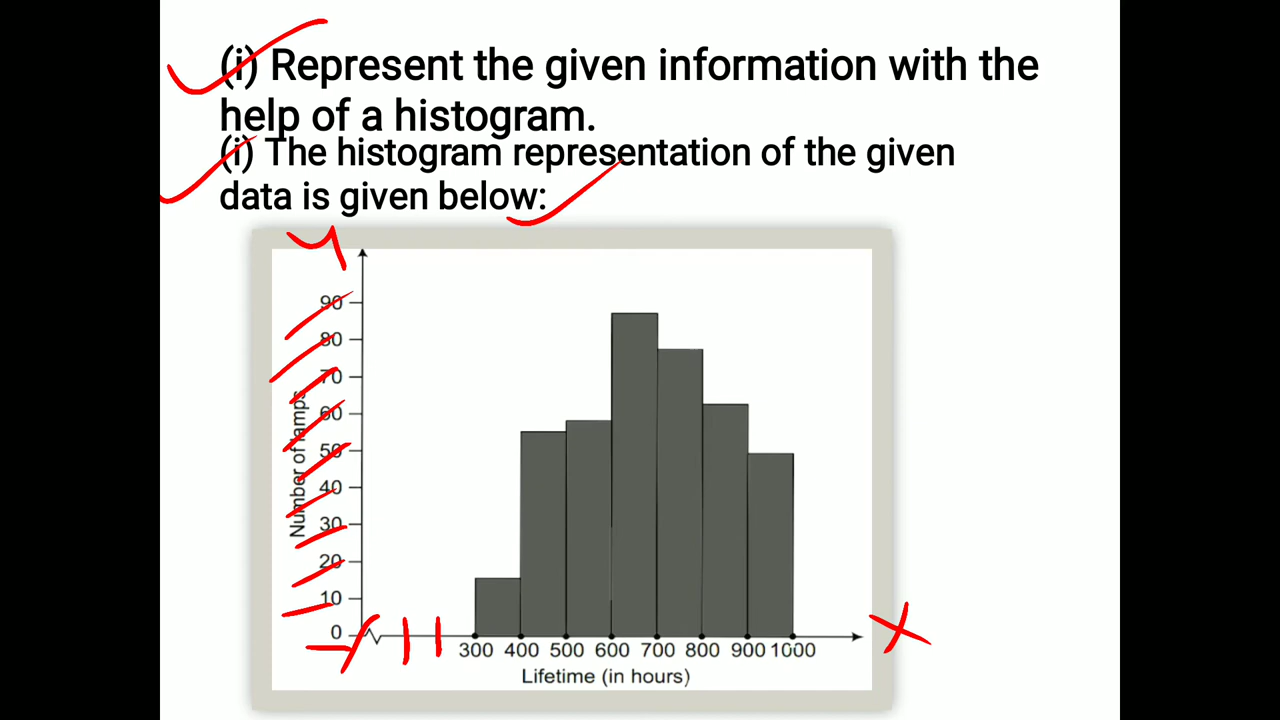 (i) Represent the given information with the
help of a histogram.
(i) The histogram representation of the given
data is given below:
Y
90
80
70
60
50
40
30
20
10
0
Number of lamps
300 400 500 600 700 800 900 1000
Lifetime (in hours)
X